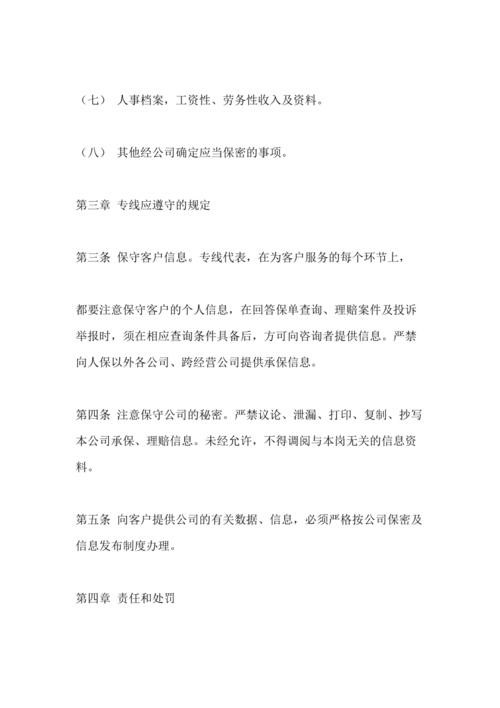 （七） 人事档案，工资性、劳务性收入及资料。
（八） 其他经公司确定应当保密的事项。
第三章 专线应遵守的规定
第三条 保守客户信息。专线代表，在为客户服务的每个环节上，
都要注意保守客户的个人信息，在回答保单查询、理赔案件及投诉
举报时，须在相应查询条件具备后，方可向咨询者提供信息。严禁
向人保以外各公司、跨经营公司提供承保信息。
第四条 注意保守公司的秘密。严禁议论、泄漏、打印、复制、抄写
本公司承保、理赔信息。未经允许，不得调阅与本岗无关的信息资
料。
第五条 向客户提供公司的有关数据、信息，必须严格按公司保密及
信息发布制度办理。
第四章 责任和处罚